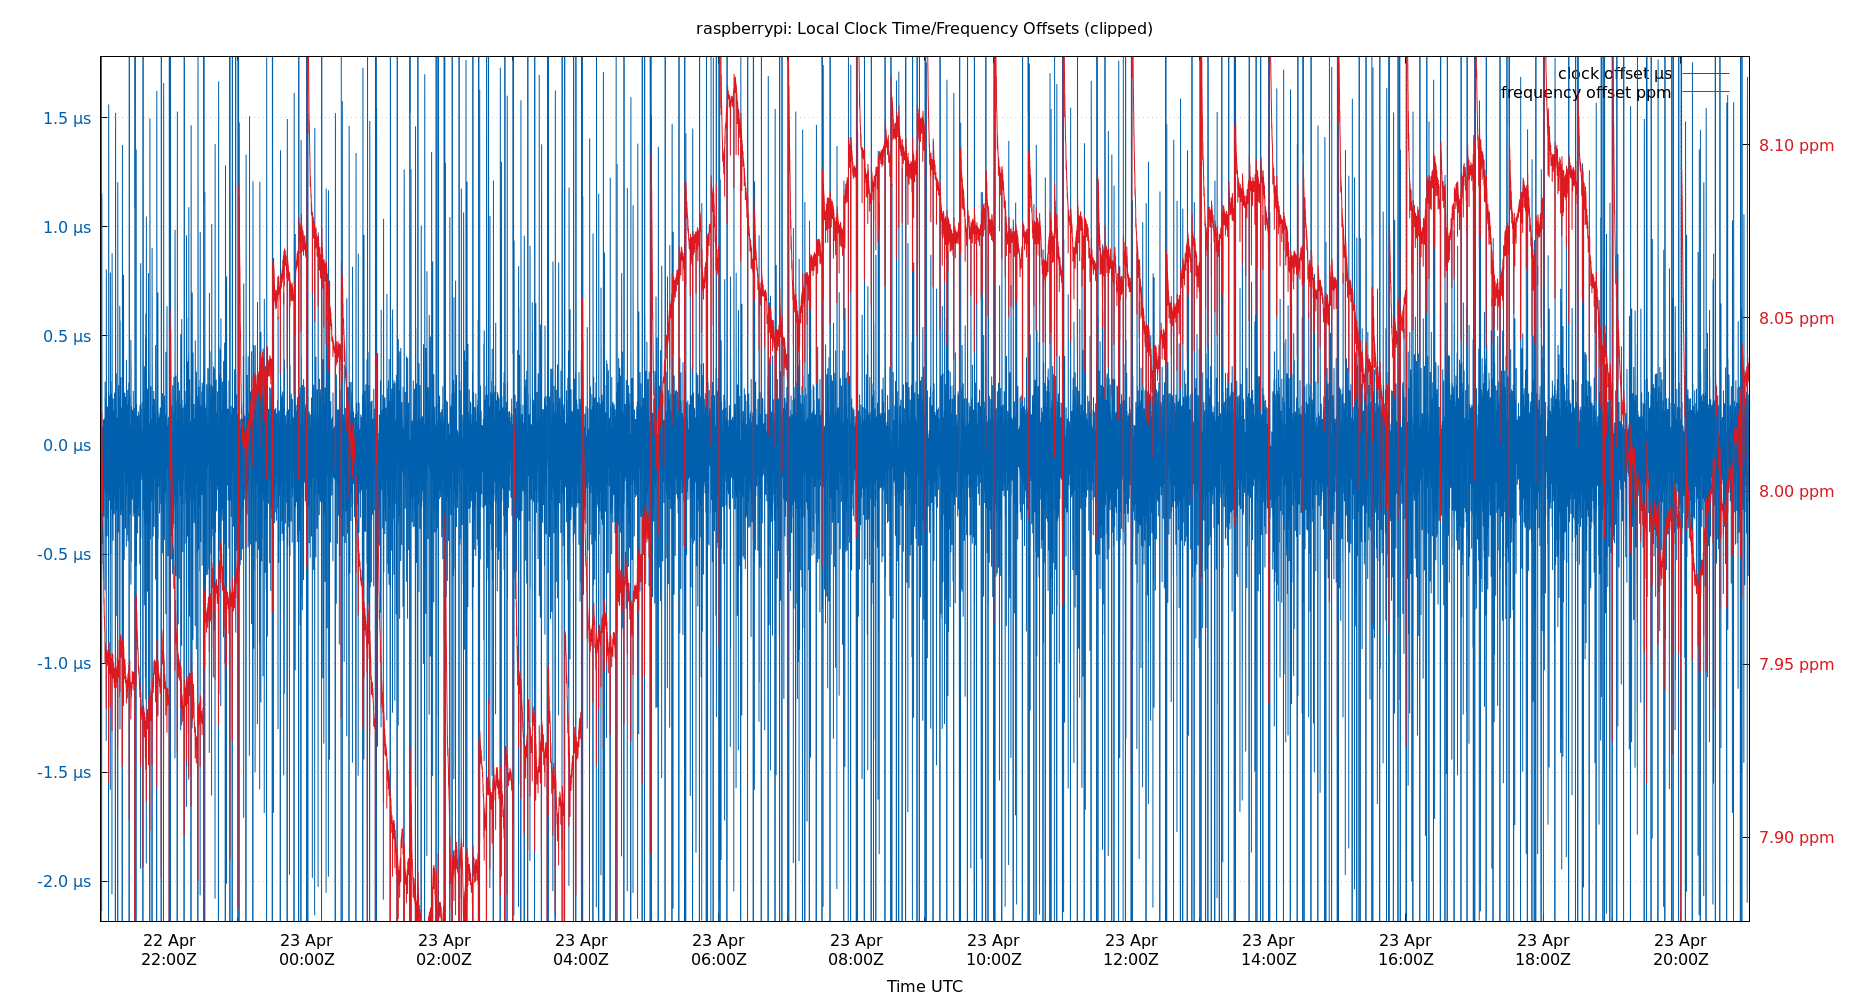 raspberrypi: Local Clock Time/Frequency Offsets (clipped)
clock offset µs
frequency offset ppm
1.5 µs
1.0 µs
0.5 µs
0.0 µs
-0.5 µs
-1.0 µs
-1.5 µs
-2.0 µs
8.10 ppm
8.05 ppm
8.00 ppm
7.95 ppm
7.90 ppm
22 Apr 23 Apr 23 Apr 23 Apr 23 Apr 23 Apr 23 Apr 23 Apr 23 Apr 23 Apr 23 Apr 23 Apr
22:00Z 00:00Z 02:00Z 04:00Z 06:00Z 08:00Z 10:00Z 12:00Z 14:00Z 16:00Z 18:00Z 20:00Z
Time UTC